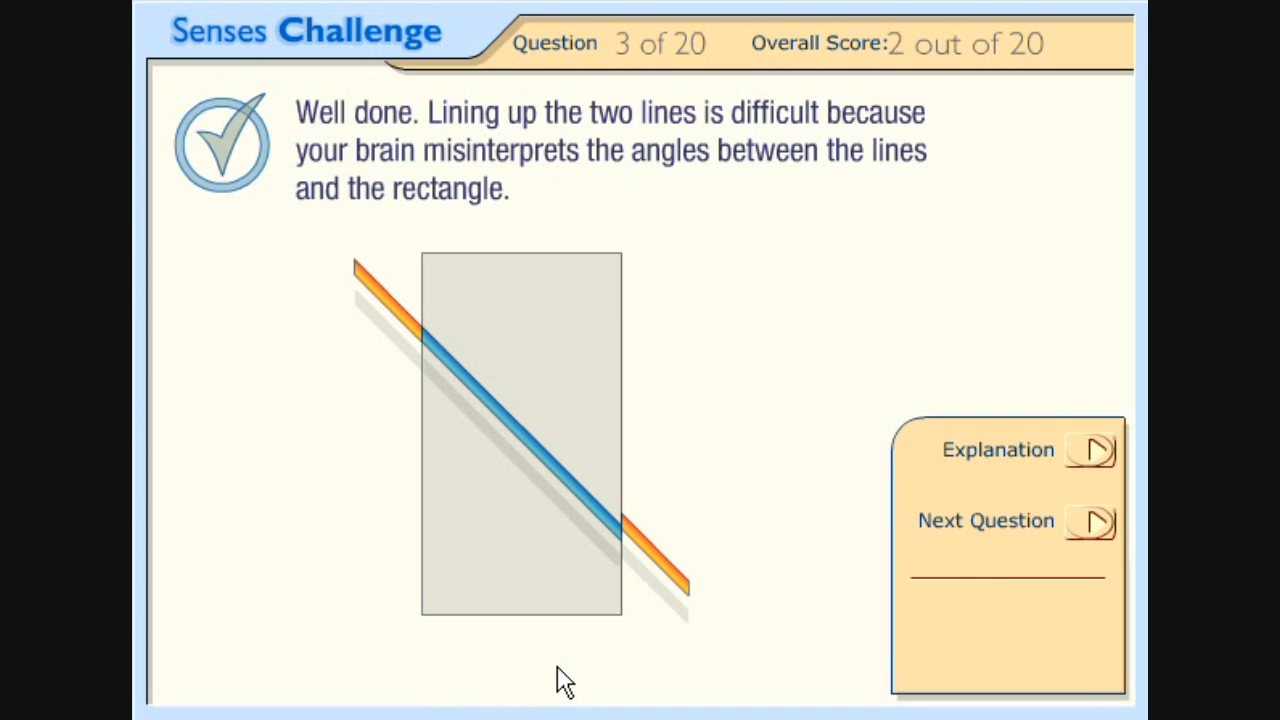 Senses Challenge
Question 3 of 20 Overall Score:2 out of 20
Well done. Lining up the two lines is difficult because
your brain misinterprets the angles between the lines
and the rectangle.
Explanation
Next Question